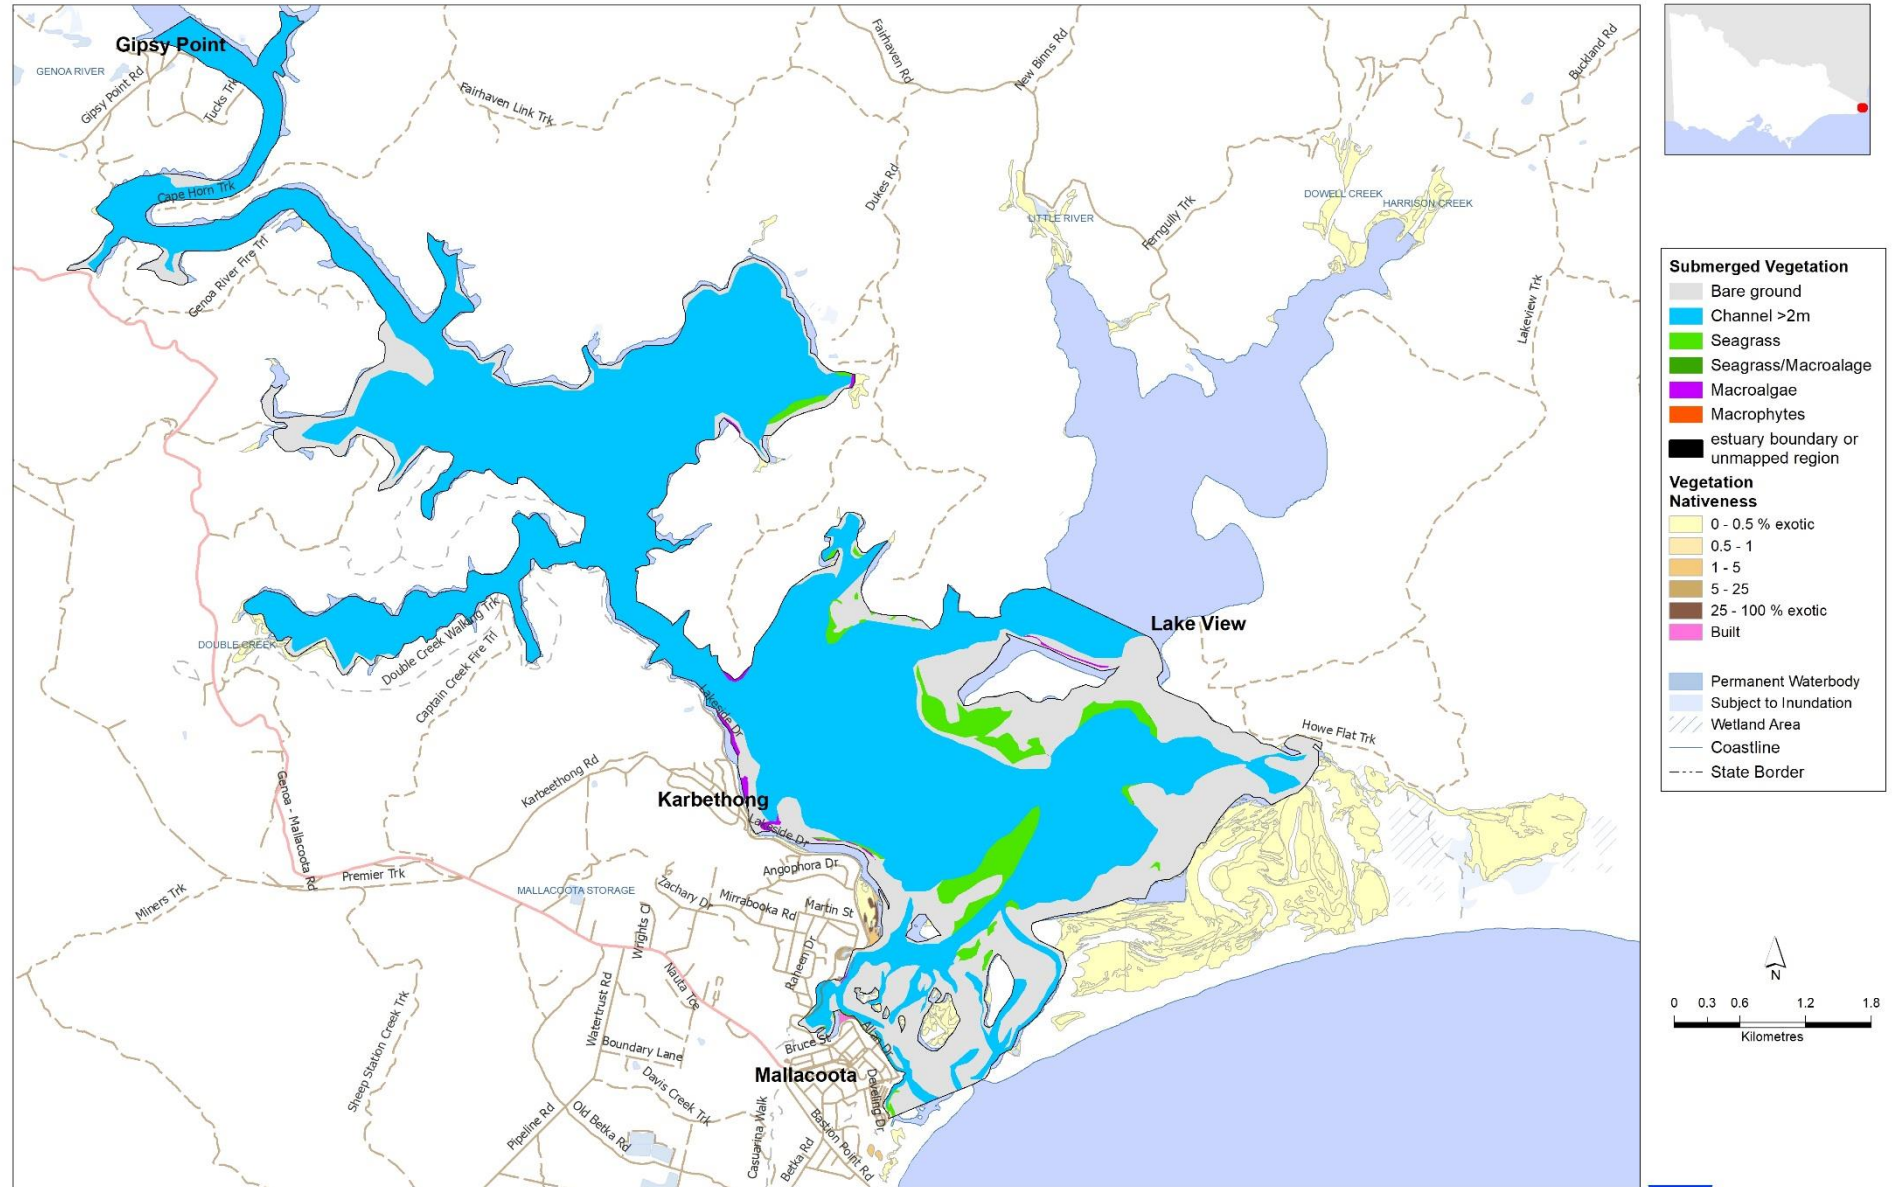 Gipsy Point
GENOA RIVER
Gipsy Point Rd
Tucks Trk
Fairhaven Link Trk
Fairhaven Rd
New Binns Rd
Buckland Rd
Cape Horn Trk
Dukes Rd
LITTLE RIVER
Ferngully Trk
DOWELL CREEK
HARRISON CREEK
Genoa River Fire Trl
Lakeview Trk
DOUBLE CREEK
Double Creek Walking Trk
Captain Creek Fire Trl
Lake View
Lakeside Dr
Howe Flat Trk
Karbeethong Rd
Karbethong
Lakeside Dr
Genoa - Mallacoota Rd
Angophora Dr
Premier Trk
Miners Trk
MALLACOOTA STORAGE
Zachary Dr
Mirrabooka Rd
Martin St
Wrights Ct
Raheen Dr
Nauta Tce
Watertrust Rd
Sheep Station Creek Trk
Boundary Lane
Bruce St
Allan Dr
Mallacoota
Davis Creek Trk
Develing Dr
Pipeline Rd
Old Betka Rd
Casuarina Walk
Betka Rd
Bastion Point Rd
Submerged Vegetation
Bare ground
Channel >2m
Seagrass
Seagrass/Macroalage
Macroalgae
Macrophytes
estuary boundary or
unmapped region
Vegetation
Nativeness
0 - 0.5 % exotic
0.5 - 1
1 - 5
5 - 25
25 - 100 % exotic
Built
Permanent Waterbody
Subject to Inundation
Wetland Area
Coastline
State Border
N
0 0.3 0.6 1.2 1.8
Kilometres